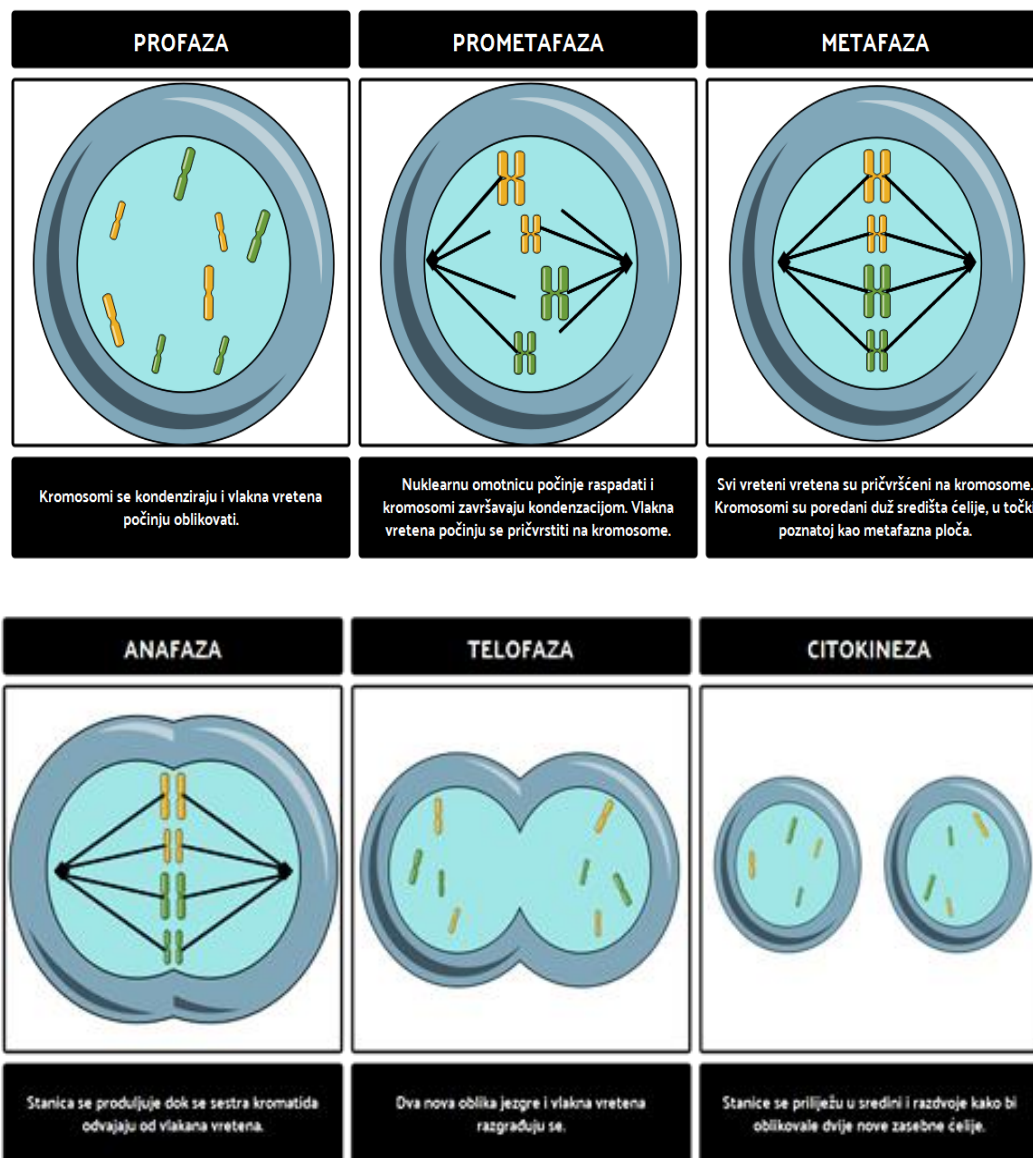 PROFAZA
PROMETAFAZA
METAFAZA
Kromosomi se kondenziraju i vlakna vretena
počinju oblikovati.
Nuklearnu omotnicu počinje raspadati i
kromosomi završavaju kondenzacijom. Vlakna
vretena počinju se pričvrstiti na kromosome.
Svi vreteni vretena su pričvršćeni na kromosome.
Kromosomi su poredani duž središta ćelije, u točki
poznatoj kao metafazna ploča.
ANAFAZA
TELOFAZA
CITOKINEZA
Stanica se produljuje dok se sestra kromatida
odvajaju od vlakana vretena.
Dva nova oblika jezgre i vlakna vretena
razgrađuju se.
Stanice se priliježu u sredini i razdvoje kako bi
oblikovale dvije nove zasebne ćelije.